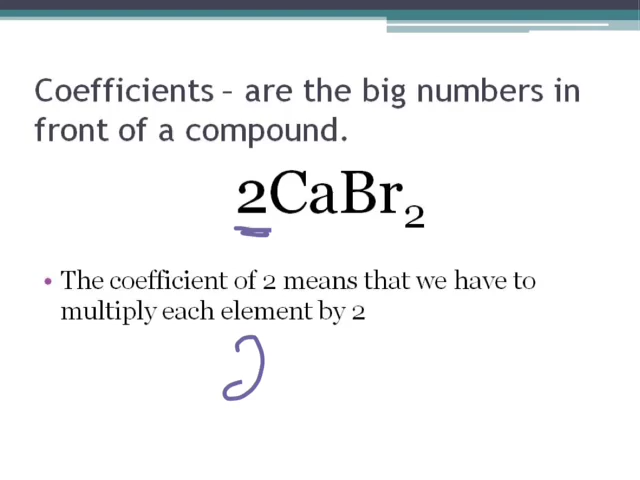 Coefficients – are the big numbers in
front of a compound.
2CaBr₂
• The coefficient of 2 means that we have to
multiply each element by 2